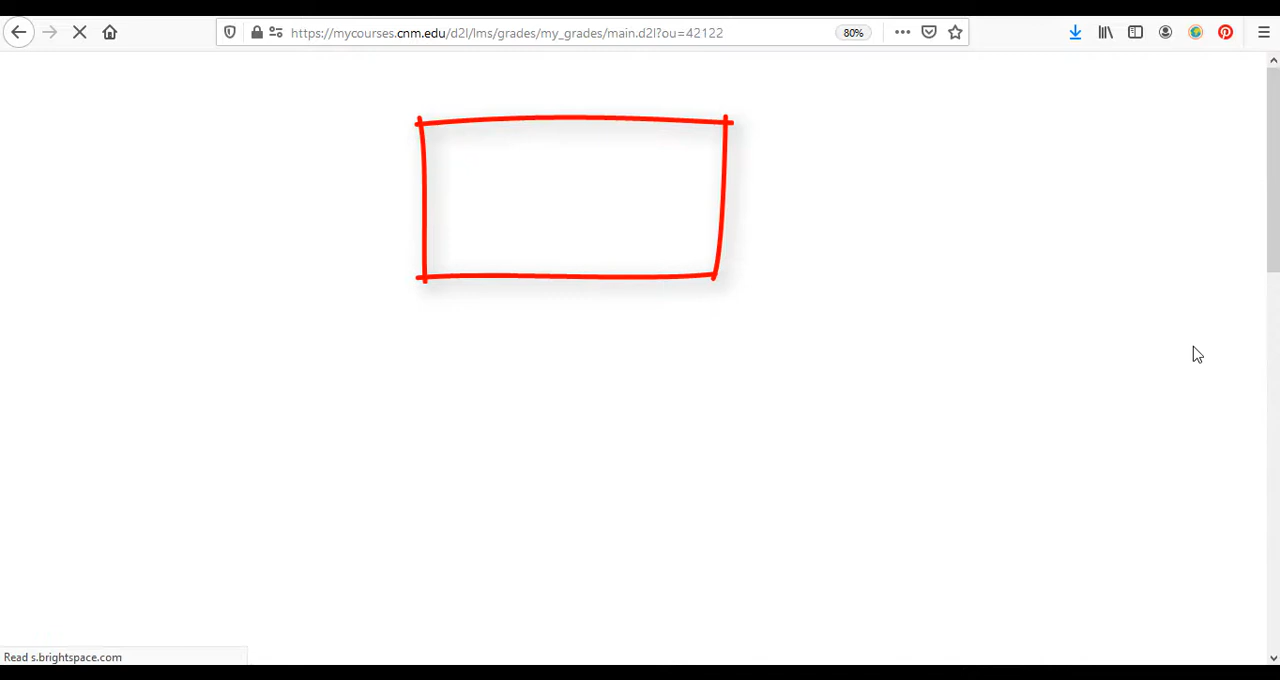 https://mycourses.cnm.edu/d2l/lms/grades/my_grades/main.d2l?ou=42122
80%
Read s.brightspace.com